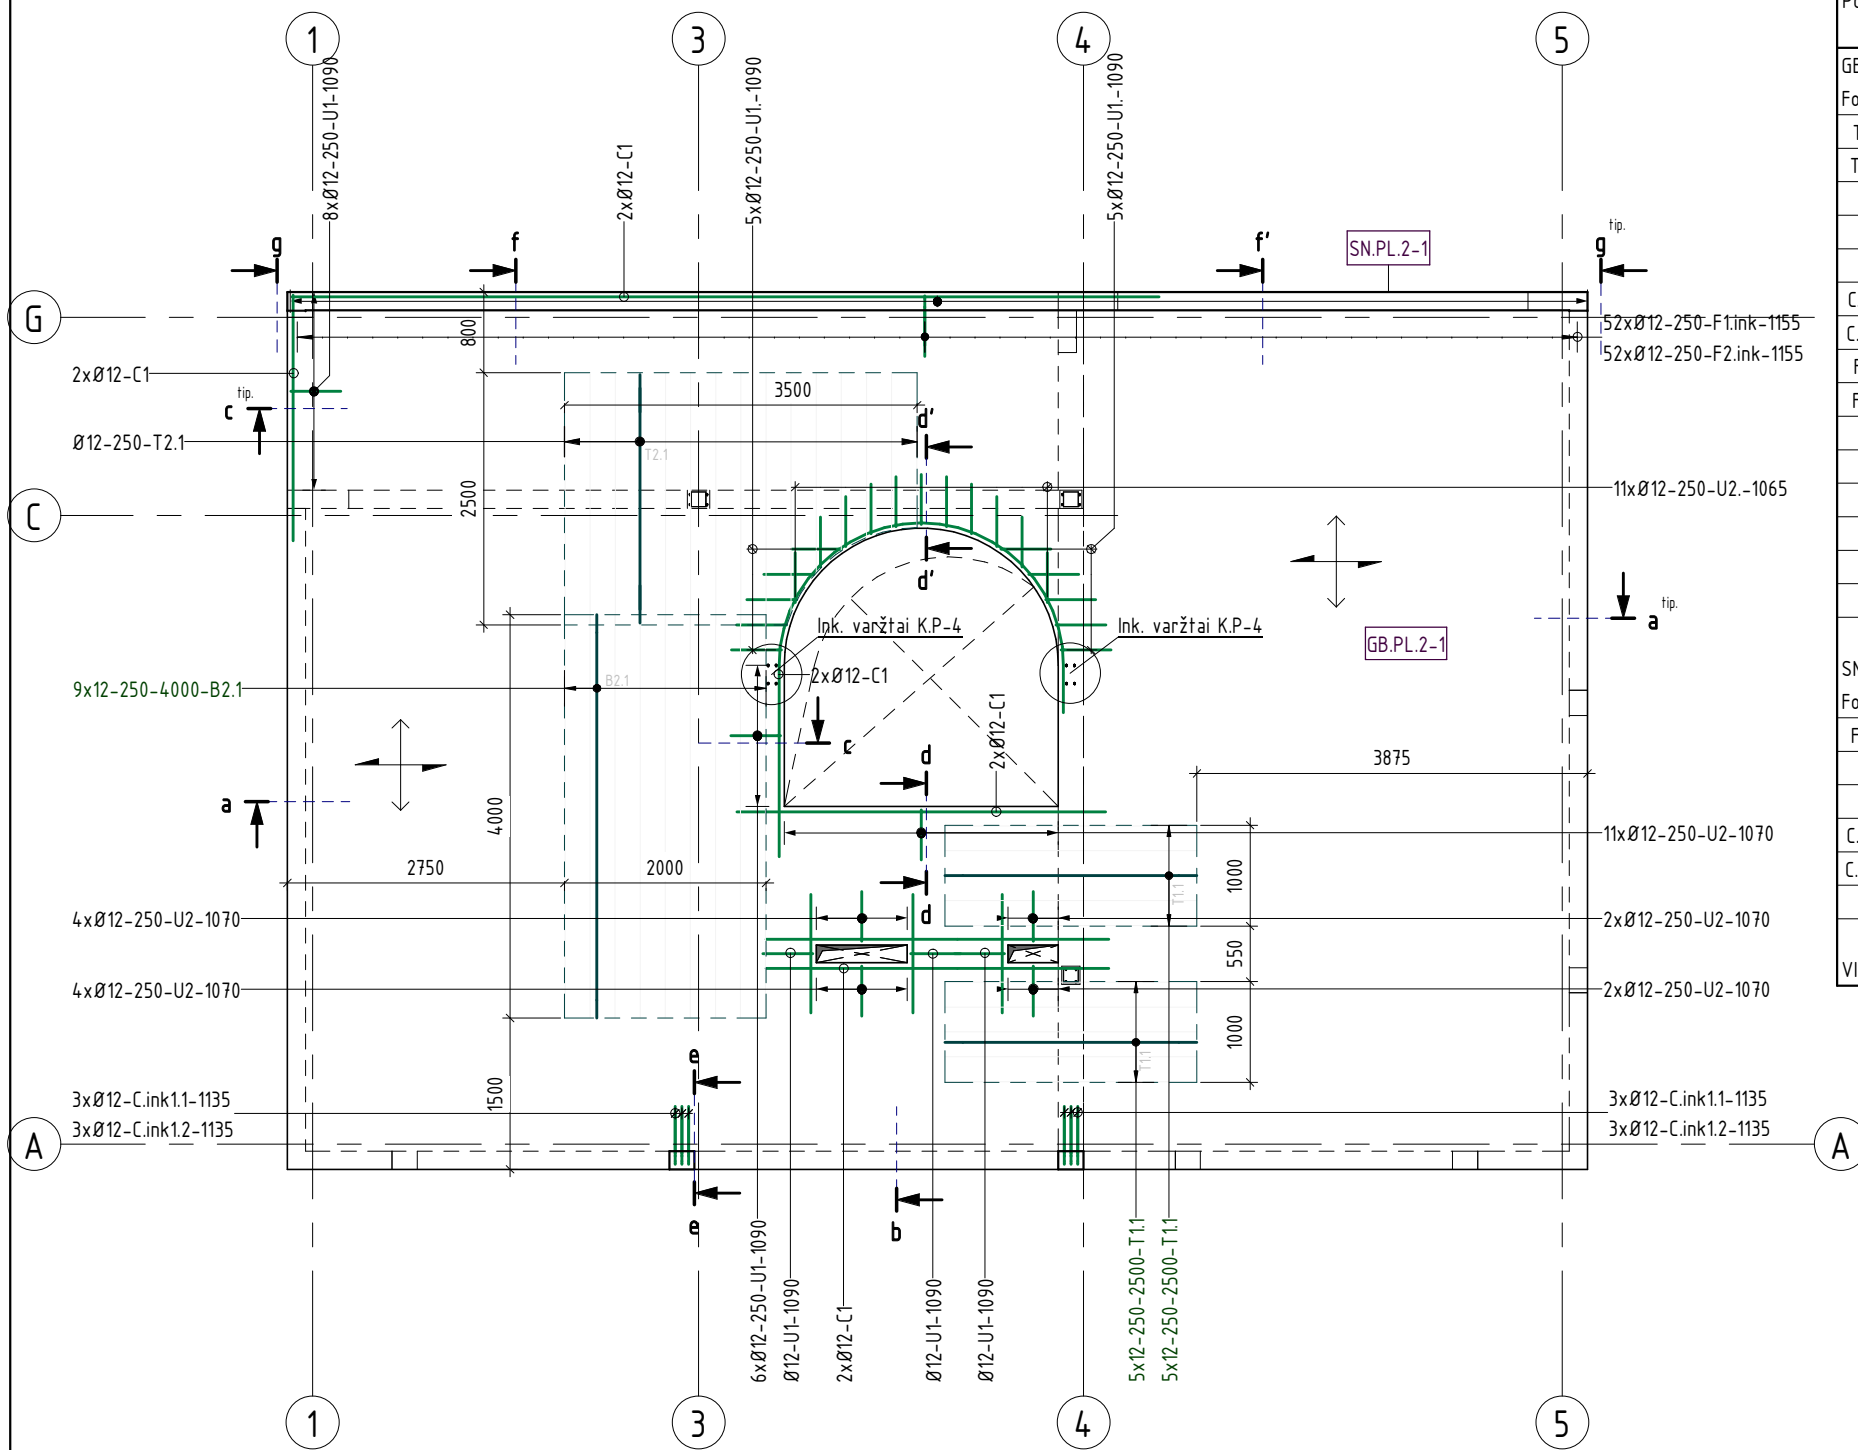 1
3
4
5
8xØ12-250-U1-1090
2xØ12-C1
5xØ12-250-U1.-1090
5xØ12-250-U1.-1090
g
f
f'
g
tip.
SN.PL.2-1
G
800
52xØ12-250-F1.ink-1155
52xØ12-250-F2.ink-1155
2xØ12-C1
c
tip.
3500
d'
Ø12-250-T2.1
T2.1
2500
C
11xØ12-250-U2.-1065
d'
a
tip.
Ink. varžtai K.P-4
Ink. varžtai K.P-4
GB.PL.2-1
9x12-250-4000-B2.1
B2.1
2xØ12-C1
2xØ12-C1
c
d
3875
a
4000
11xØ12-250-U2-1070
2750
2000
1000
T1.1
4xØ12-250-U2-1070
d
2xØ12-250-U2-1070
550
4xØ12-250-U2-1070
2xØ12-250-U2-1070
1000
T1.1
e
1500
3xØ12-C.ink1.1-1135
3xØ12-C.ink1.2-1135
3xØ12-C.ink1.1-1135
3xØ12-C.ink1.2-1135
A
A
e
b
6xØ12-250-U1-1090
Ø12-U1-1090
2xØ12-C1
Ø12-U1-1090
Ø12-U1-1090
5x12-250-2500-T1.1
5x12-250-2500-T1.1
1
3
4
5